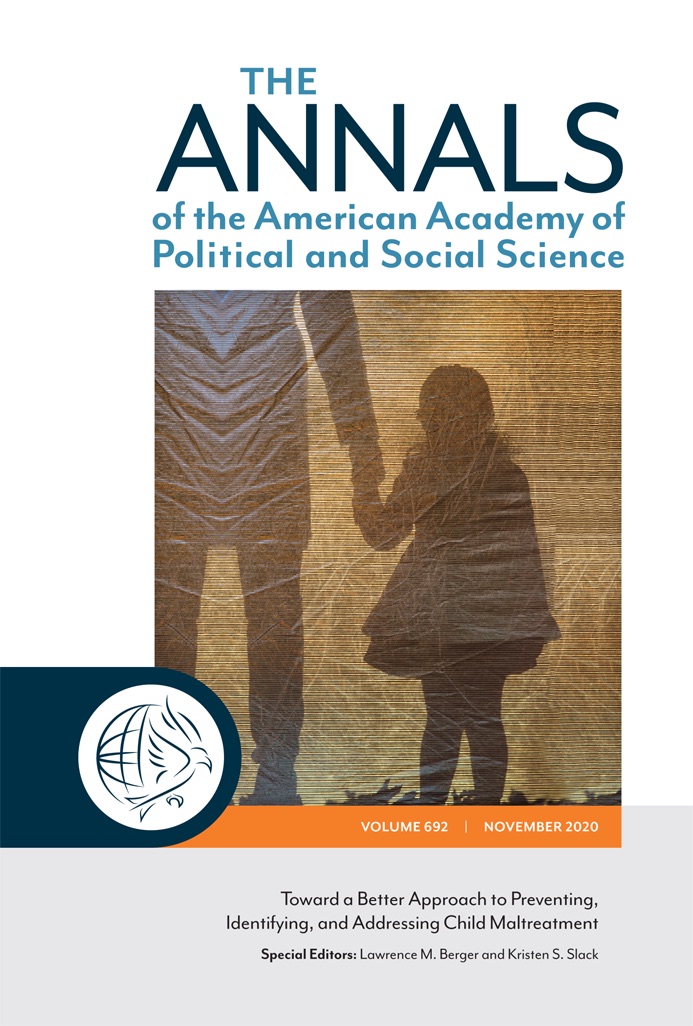 THE
ANNALS
of the American Academy of
Political and Social Science
VOLUME 692 | NOVEMBER 2020
Toward a Better Approach to Preventing,
Identifying, and Addressing Child Maltreatment
Special Editors: Lawrence M. Berger and Kristen S. Slack